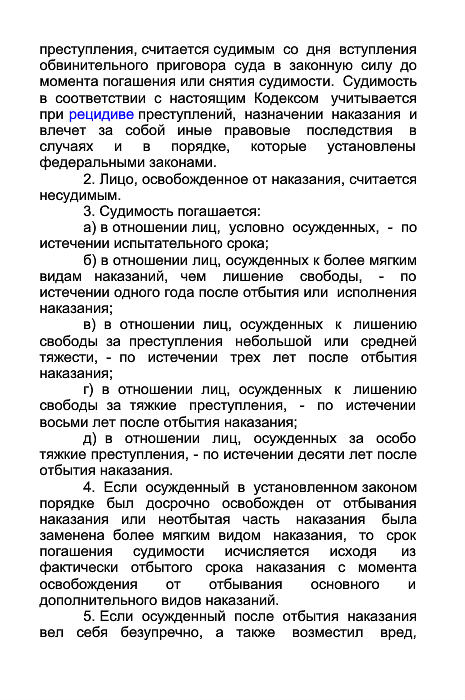 преступления, считается судимым со дня вступления
обвинительного приговора суда в законную силу до
момента погашения или снятия судимости. Судимость
в соответствии с настоящим Кодексом учитывается
при рецидиве преступлений, назначении наказания и
влечет за собой иные правовые последствия в
случаях и в порядке, которые установлены
федеральными законами.
2. Лицо, освобожденное от наказания, считается
несудимым.
3. Судимость погашается:
а) в отношении лиц, условно осужденных, - по
истечении испытательного срока;
б) в отношении лиц, осужденных к более мягким
видам наказаний, чем лишение свободы, - по
истечении одного года после отбытия или исполнения
наказания;
в) в отношении лиц, осужденных к лишению
свободы за преступления небольшой или средней
тяжести, - по истечении трех лет после отбытия
наказания;
г) в отношении лиц, осужденных к лишению
свободы за тяжкие преступления, - по истечении
восьми лет после отбытия наказания;
д) в отношении лиц, осужденных за особо
тяжкие преступления, - по истечении десяти лет после
отбытия наказания.
4. Если осужденный в установленном законом
порядке был досрочно освобожден от отбывания
наказания или неотбытая часть наказания была
заменена более мягким видом наказания, то срок
погашения судимости исчисляется исходя из
фактически отбытого срока наказания с момента
освобождения от отбывания основного и
дополнительного видов наказаний.
5. Если осужденный после отбытия наказания
вел себя безупречно, а также возместил вред,